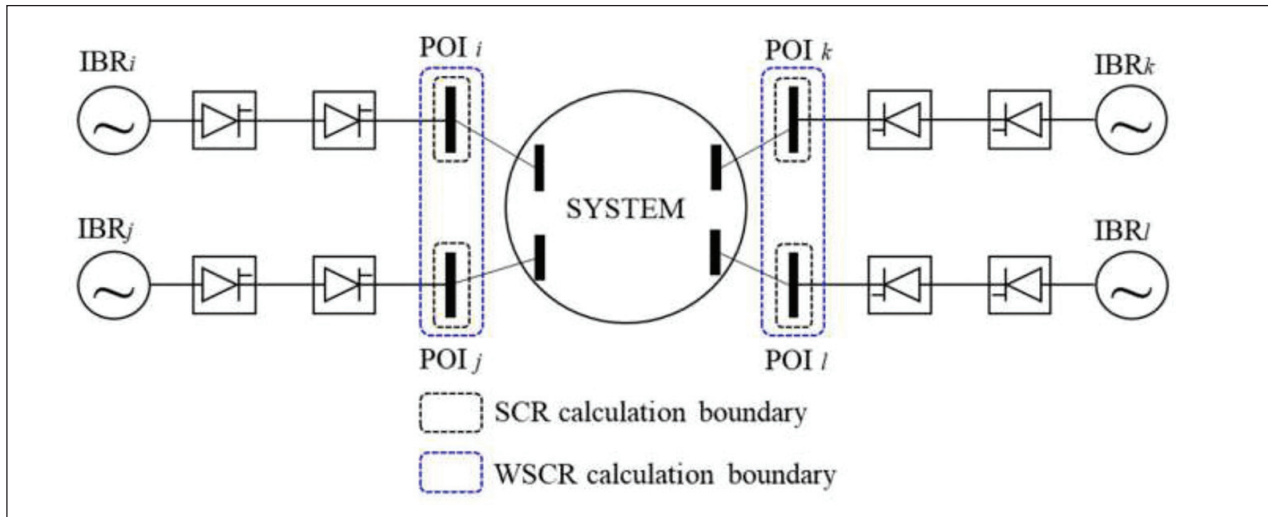 POI i
POI k
IBRi
IBRk
SYSTEM
IBRj
IBRl
POI j
POI l
SCR calculation boundary
WSCR calculation boundary